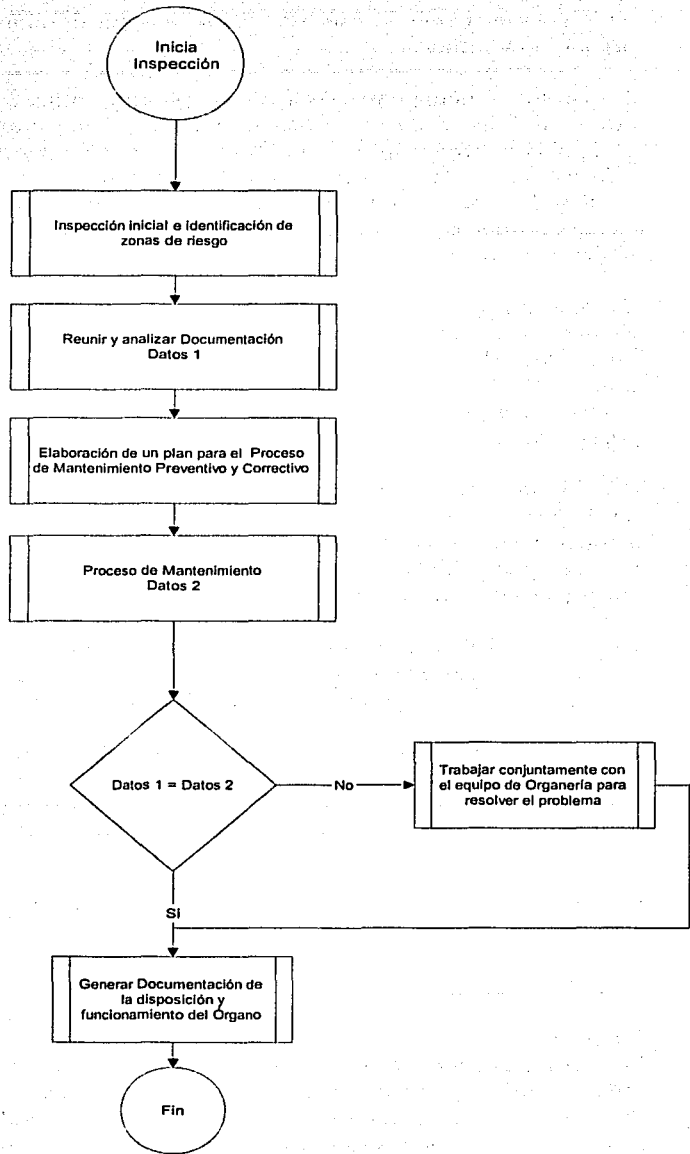 Inicia
Inspección
Inspección inicial e identificación de
zonas de riesgo
Reunir y analizar Documentación
Datos 1
Elaboración de un plan para el Proceso
de Mantenimiento Preventivo y Correctivo
Proceso de Mantenimiento
Datos 2
Datos 1 = Datos 2
No
Trabajar conjuntamente con
el equipo de Organería para
resolver el problema
Si
Generar Documentación de
la disposición y
funcionamiento del Órgano
Fin